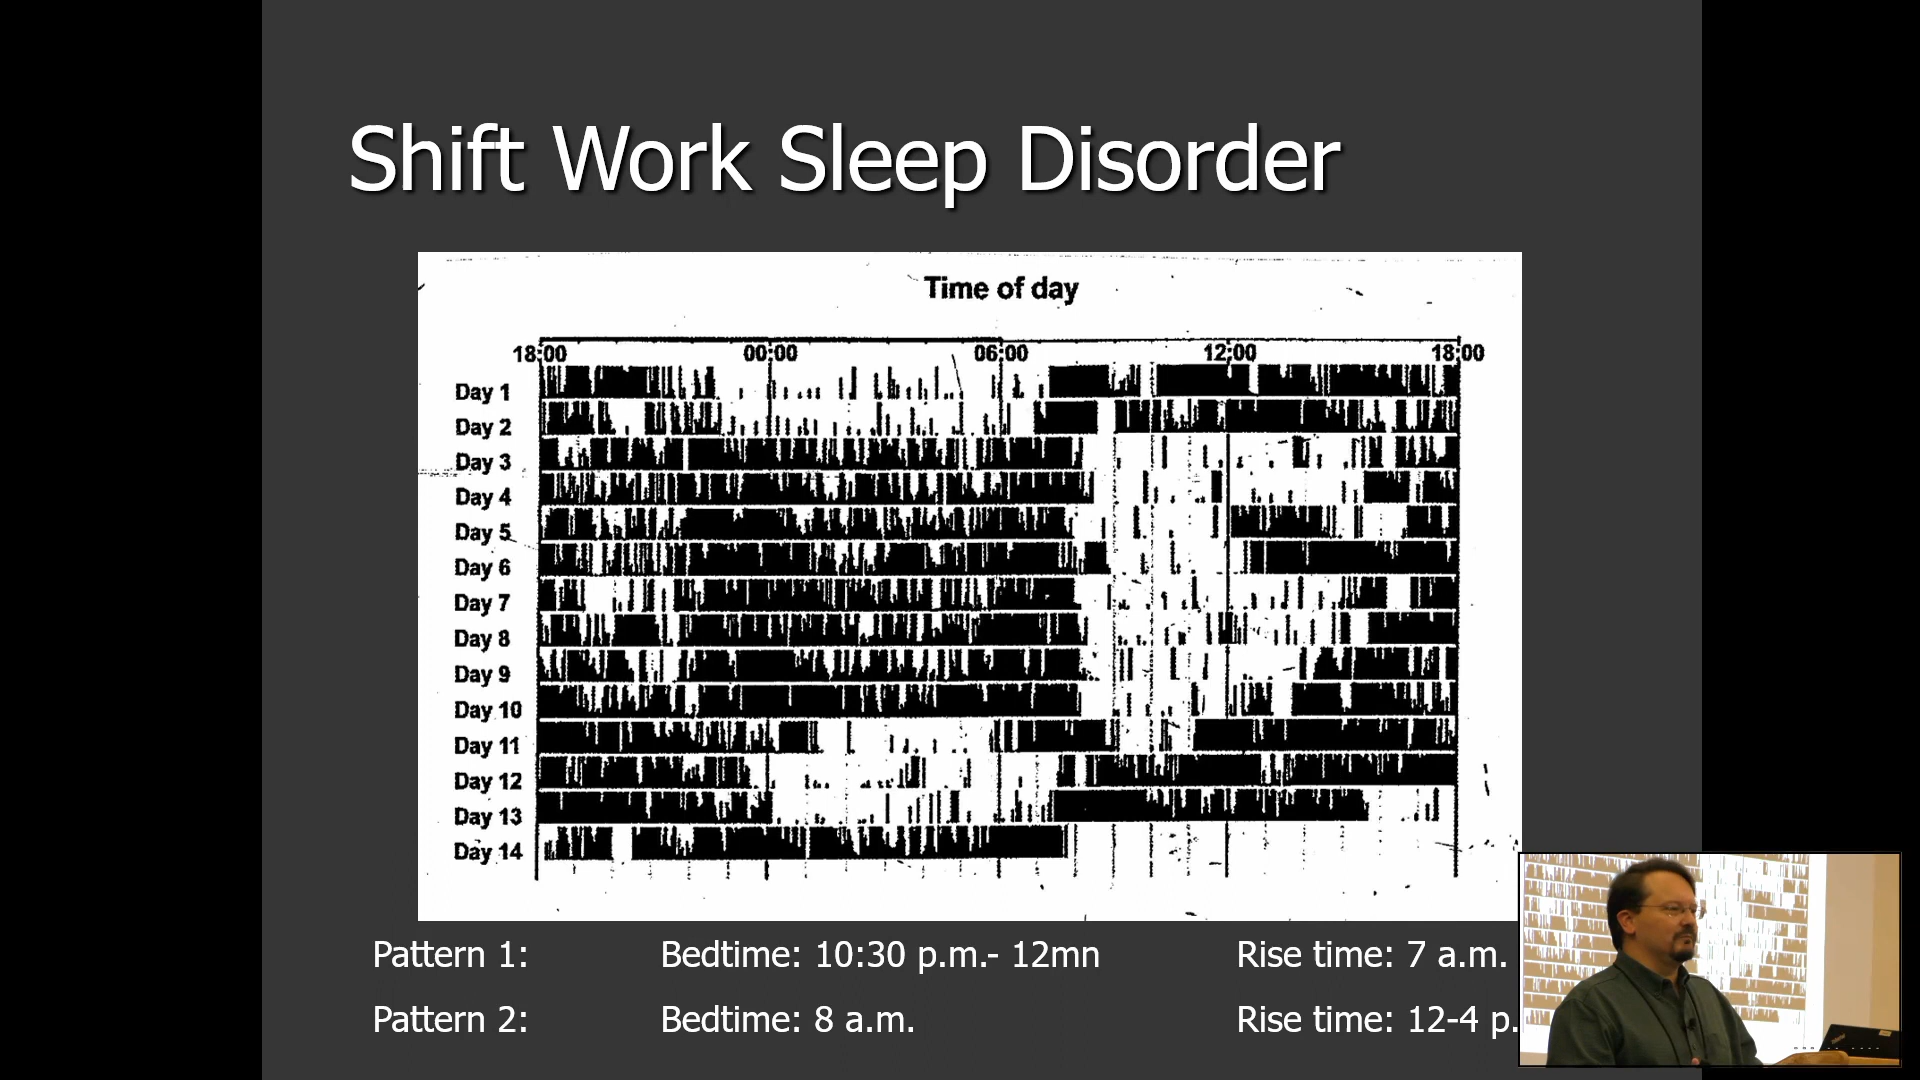 Shift Work Sleep Disorder
Time of day
18:00 00:00 06:00 12:00 18:00
Day 1
Day 2
Day 3
Day 4
Day 5
Day 6
Day 7
Day 8
Day 9
Day 10
Day 11
Day 12
Day 13
Day 14
Pattern 1: Bedtime: 10:30 p.m.- 12mn Rise time: 7 a.m.
Pattern 2: Bedtime: 8 a.m. Rise time: 12-4 p.